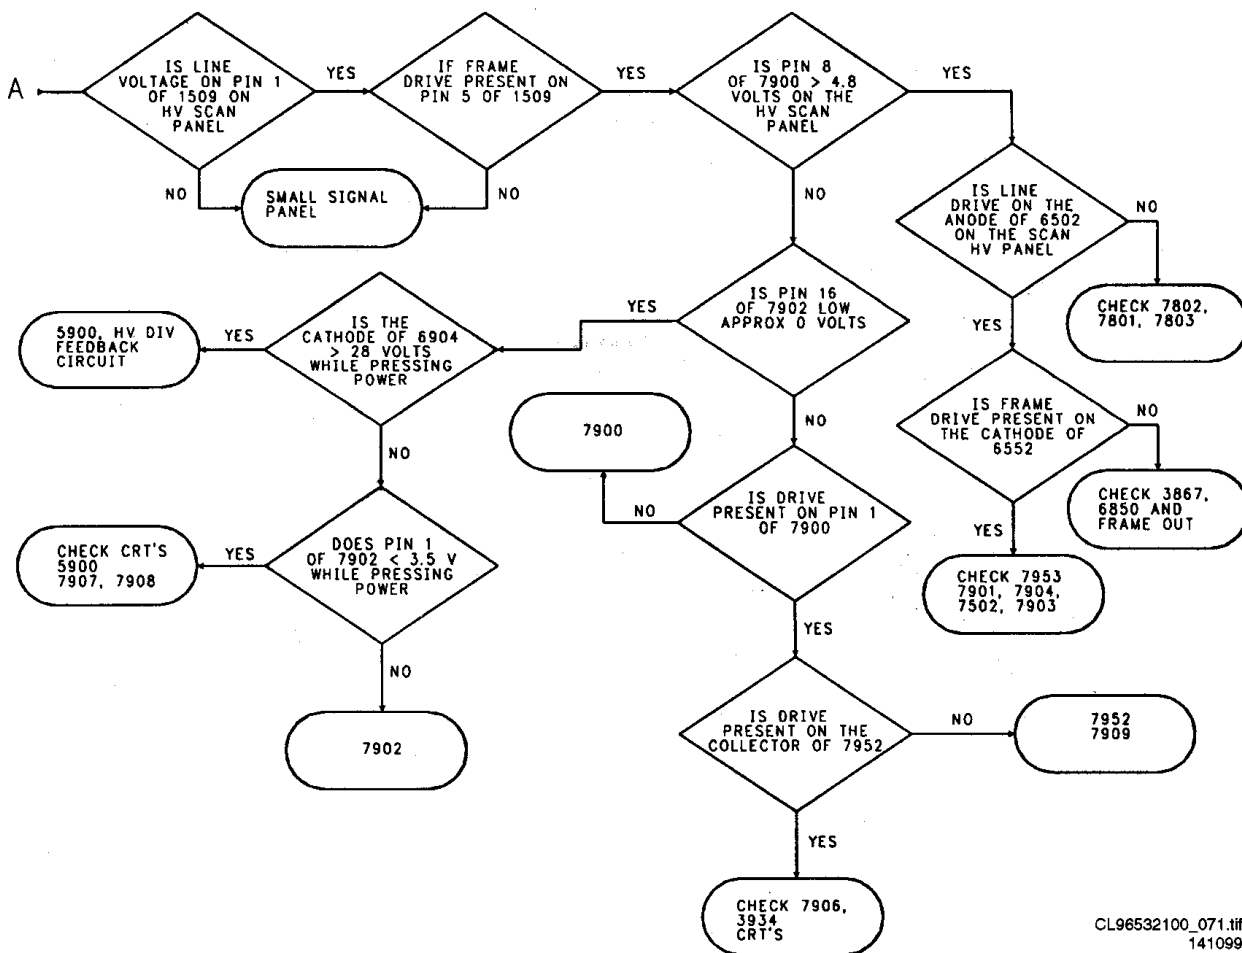 A
IS LINE
VOLTAGE ON PIN 1
OF 1509 ON
HV SCAN
PANEL
YES
NO
IF FRAME
DRIVE PRESENT ON
PIN 5 OF 1509
YES
NO
SMALL SIGNAL
PANEL
IS PIN 8
OF 7900 > 4.8
VOLTS ON THE
HV SCAN
PANEL
YES
NO
IS LINE
DRIVE ON THE
ANODE OF 6502
ON THE SCAN
HV PANEL
NO
YES
CHECK 7802,
7801, 7803
IS PIN 16
OF 7902 LOW
APPROX 0 VOLTS
YES
NO
IS THE
CATHODE OF 6904
> 28 VOLTS
WHILE PRESSING
POWER
YES
NO
5900, HV DIV
FEEDBACK
CIRCUIT
IS FRAME
DRIVE PRESENT ON
THE CATHODE OF
6552
NO
YES
CHECK 3867,
6850 AND
FRAME OUT
7900
IS DRIVE
PRESENT ON PIN 1
OF 7900
NO
YES
DOES PIN 1
OF 7902 < 3.5 V
WHILE PRESSING
POWER
YES
NO
CHECK CRT'S
5900
7907, 7908
CHECK 7953
7901, 7904,
7502, 7903
7902
IS DRIVE
PRESENT ON THE
COLLECTOR OF 7952
NO
YES
7952
7909
CHECK 7906,
3934
CRT'S
CL96532100_071.tif
141099